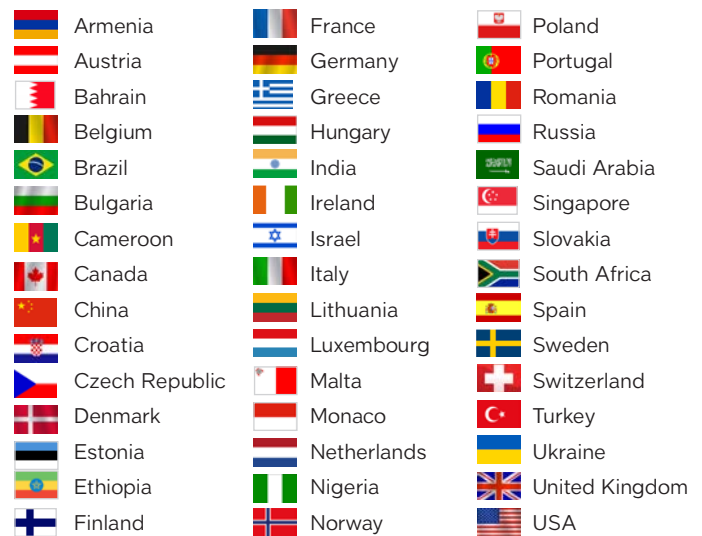 Armenia
Austria
Bahrain
Belgium
Brazil
Bulgaria
Cameroon
Canada
China
Croatia
Czech Republic
Denmark
Estonia
Ethiopia
Finland
France
Germany
Greece
Hungary
India
Ireland
Israel
Italy
Lithuania
Luxembourg
Malta
Monaco
Netherlands
Nigeria
Norway
Poland
Portugal
Romania
Russia
Saudi Arabia
Singapore
Slovakia
South Africa
Spain
Sweden
Switzerland
Turkey
Ukraine
United Kingdom
USA